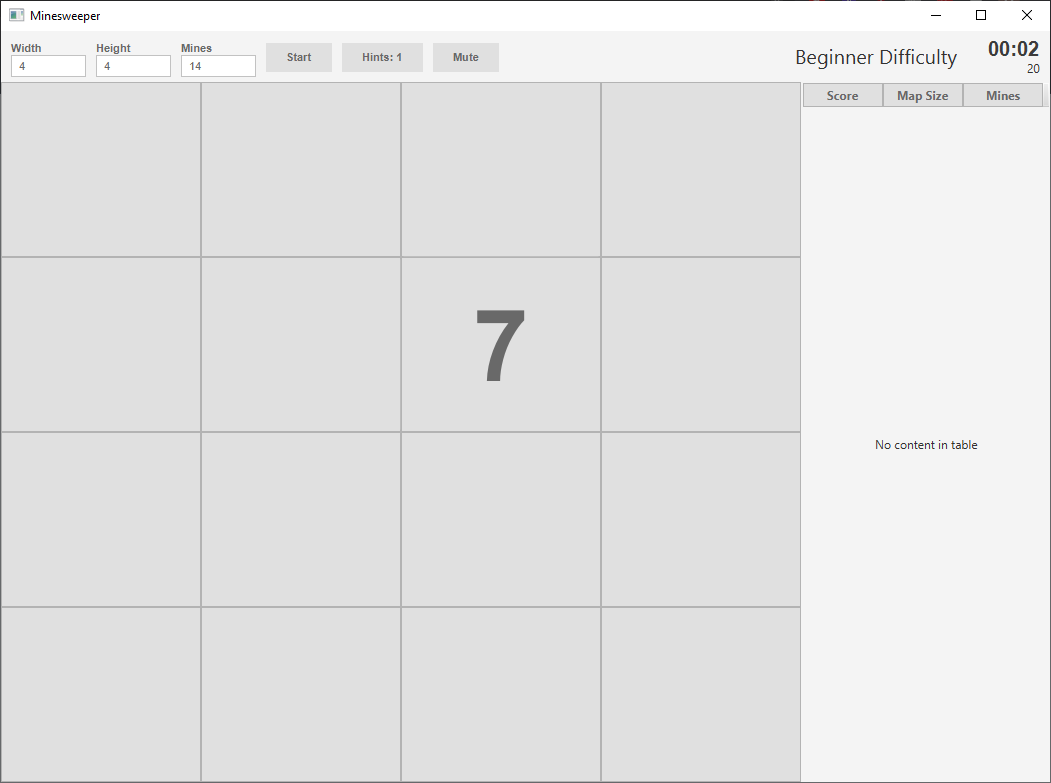 Minesweeper
Width Height Mines
4 4 14
Start Hints: 1 Mute
Beginner Difficulty
00:02
20
Score Map Size Mines
7
No content in table